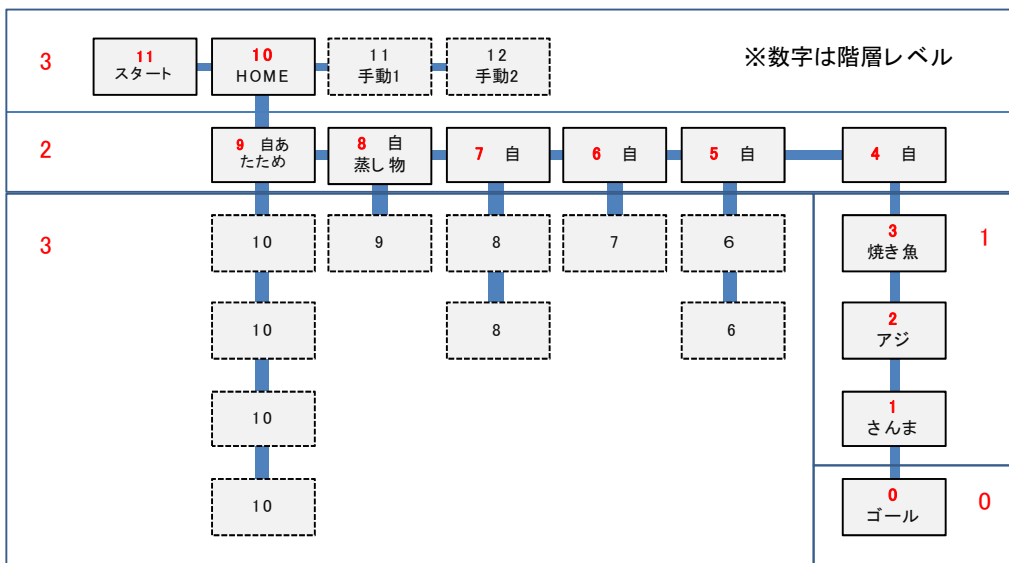 3
11
スタート
10
HOME
11
手動1
12
手動2
※数字は階層レベル
2
9 自あ
たため
8 自
蒸し物
7 自
6 自
5 自
4 自
3
10
9
8
7
6
3
焼き魚
1
10
8
6
2
アジ
10
1
さんま
10
0
ゴール
0